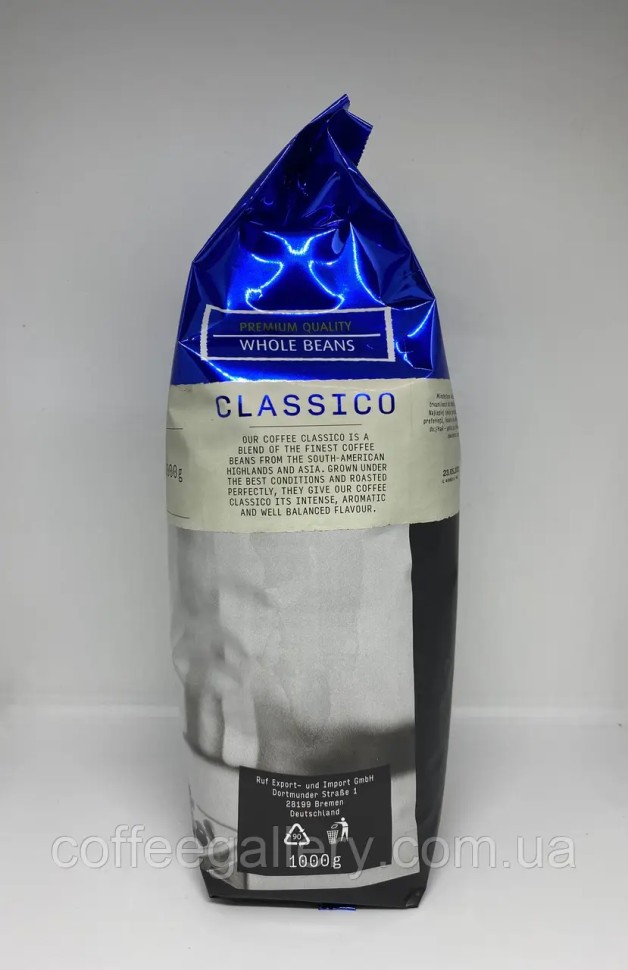 PREMIUM QUALITY
WHOLE BEANS
CLASSICO
OUR COFFEE CLASSICO IS A
BLEND OF THE FINEST COFFEE
BEANS FROM THE SOUTH-AMERICAN
HIGHLANDS AND ASIA. GROWN UNDER
THE BEST CONDITIONS AND ROASTED
PERFECTLY, THEY GIVE OUR COFFEE
CLASSICO ITS INTENSE, AROMATIC
AND WELL BALANCED FLAVOUR.
Ruf Export- und Import GmbH
Dortmunder Straße 1
28199 Bremen
Deutschland
90
1000g
coffeegallery.com.ua